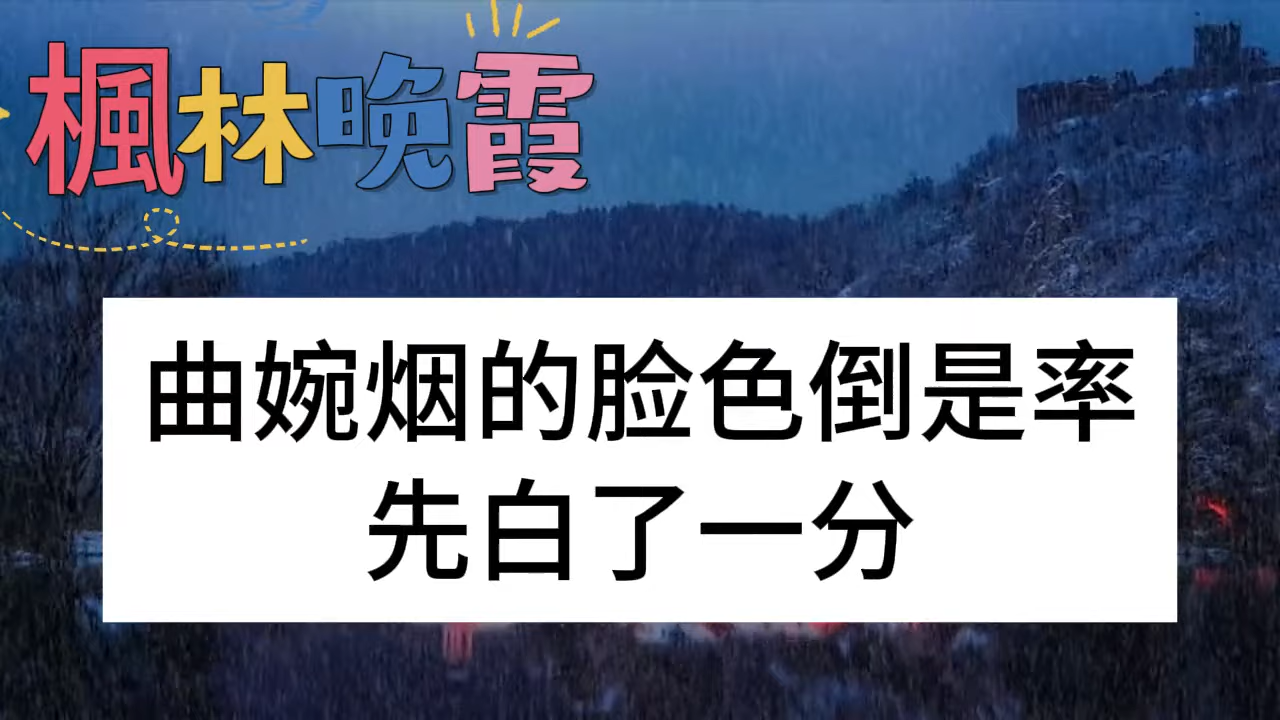 楓林晚霞
曲婉烟的脸色倒是率
先白了一分